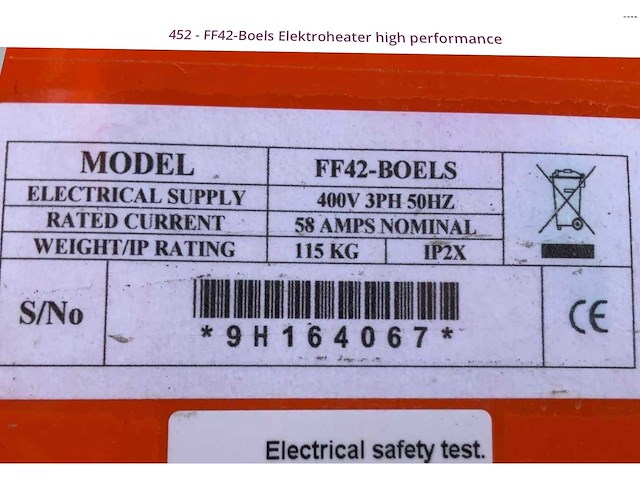 452 - FF42-Boels Elektroheater high performance
MODEL FF42-BOELS
ELECTRICAL SUPPLY 400V 3PH 50HZ
RATED CURRENT 58 AMPS NOMINAL
WEIGHT/IP RATING 115 KG IP2X
S/No *9H164067*
CE
Electrical safety test.